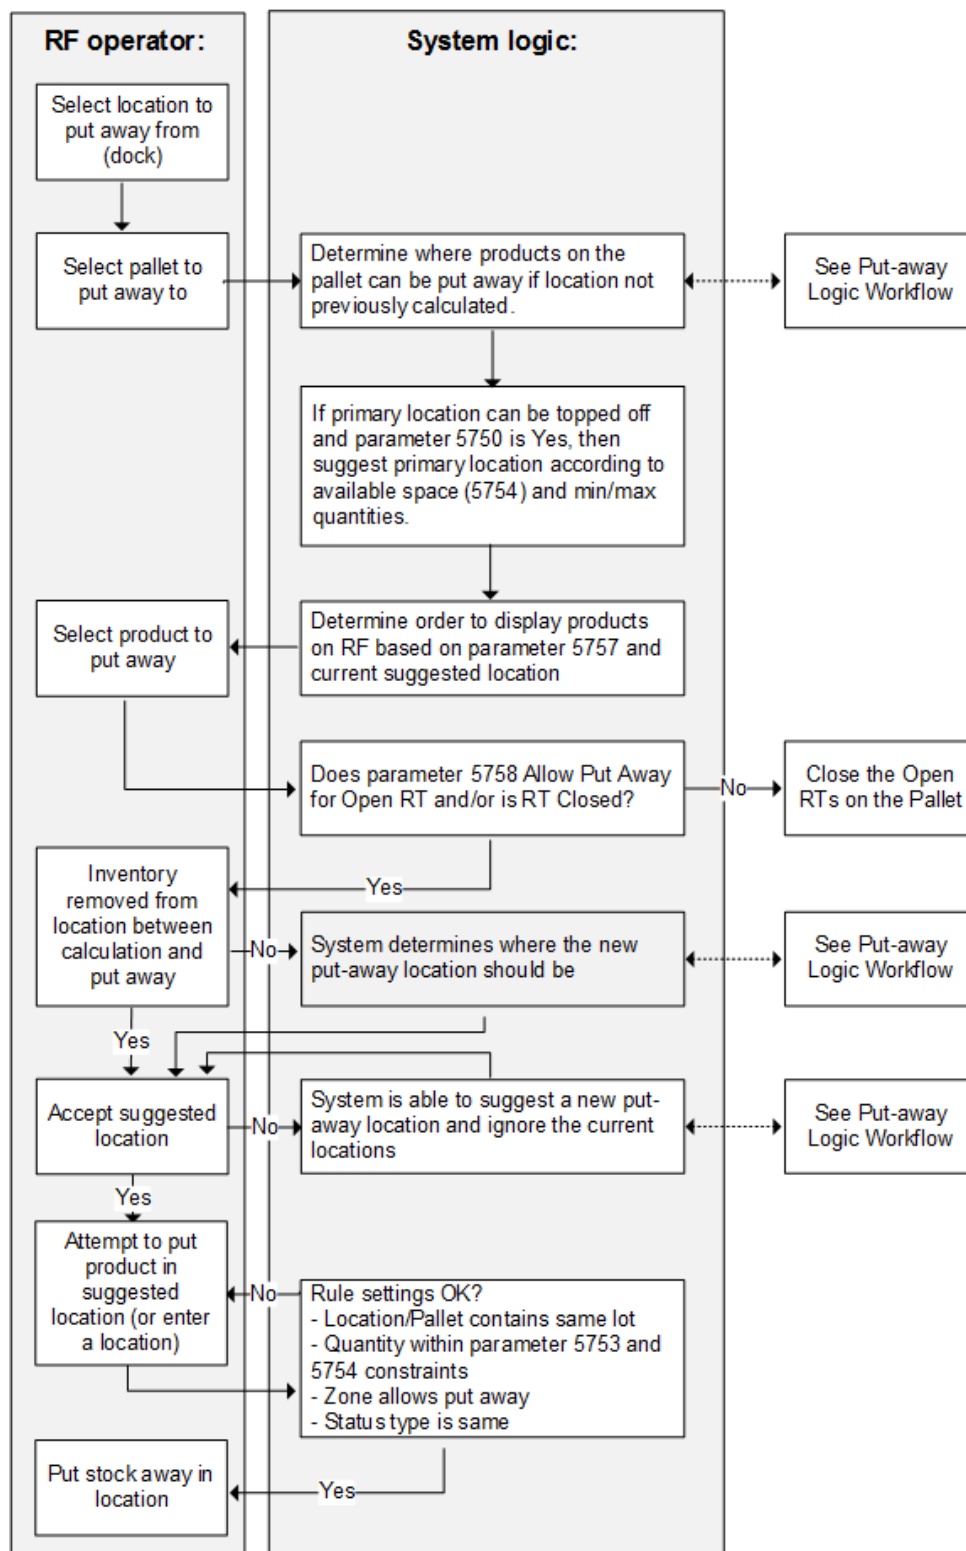 RF operator:
System logic:
Select location to
put away from
(dock)
Select pallet to
put away to
Determine where products on the
pallet can be put away if location not
previously calculated.
See Put-away
Logic Workflow
If primary location can be topped off
and parameter 5750 is Yes, then
suggest primary location according to
available space (5754) and min/max
quantities.
Select product to
put away
Determine order to display products
on RF based on parameter 5757 and
current suggested location
Does parameter 5758 Allow Put Away
for Open RT and/or is RT Closed?
No
Close the Open
RTs on the Pallet
Yes
Inventory
removed from
location between
calculation and
put away
No
System determines where the new
put-away location should be
See Put-away
Logic Workflow
Yes
Accept suggested
location
No
System is able to suggest a new put-
away location and ignore the current
locations
See Put-away
Logic Workflow
Yes
Attempt to put
product in
suggested
location (or enter
a location)
No
Rule settings OK?
- Location/Pallet contains same lot
- Quantity within parameter 5753 and
5754 constraints
- Zone allows put away
- Status type is same
Put stock away in
location
Yes